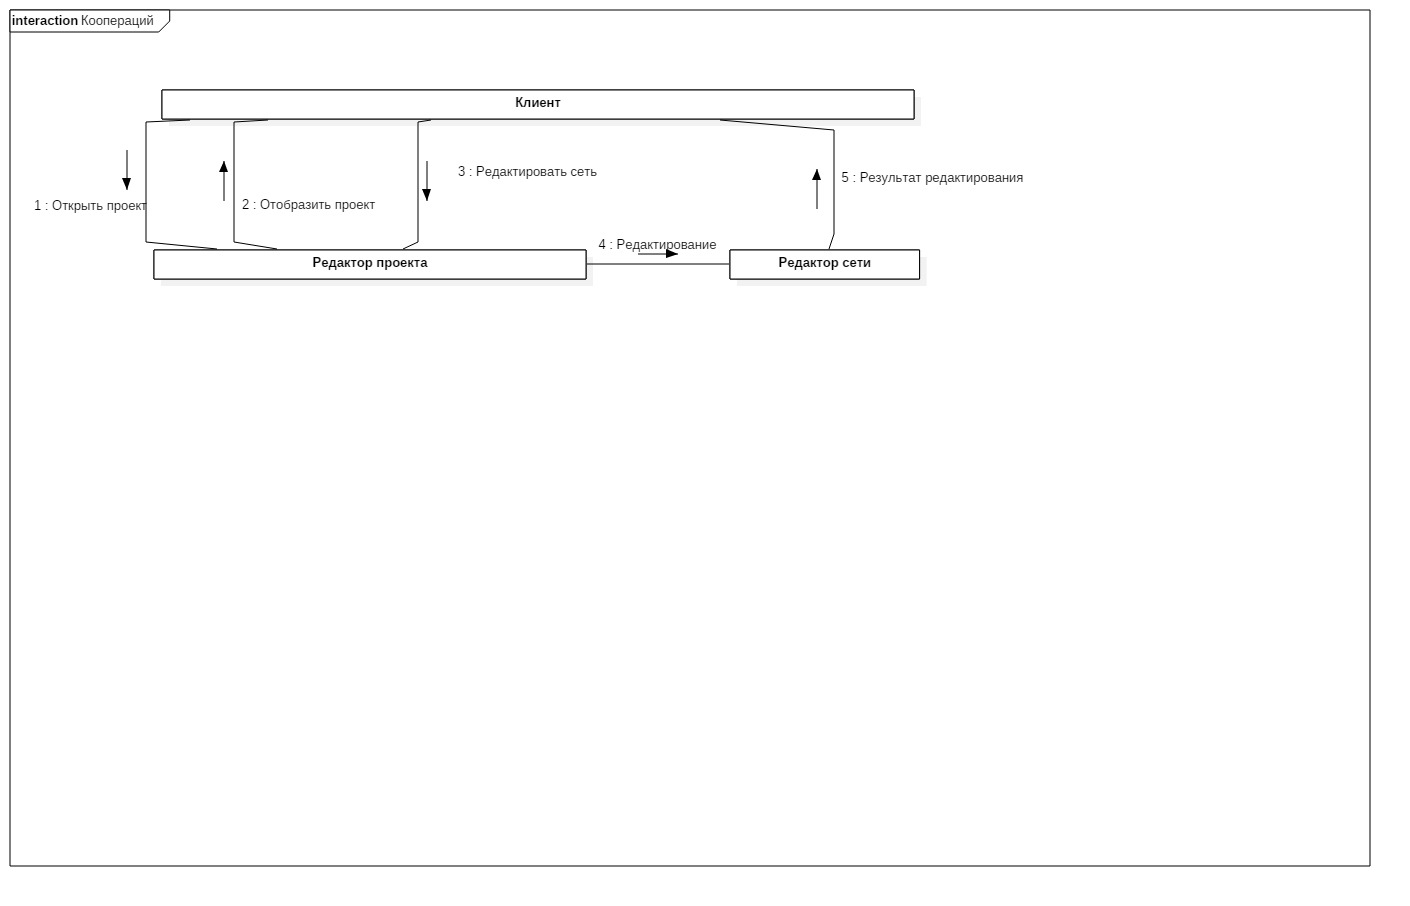 interaction Коопераций
Клиент
3 : Редактировать сеть
5 : Результат редактирования
1 : Открыть проект
2 : Отобразить проект
4 : Редактирование
Редактор проекта
Редактор сети